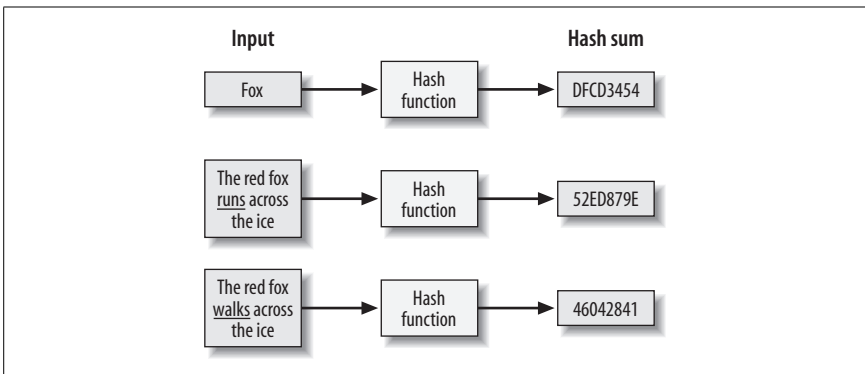 Input
Hash sum
Fox
Hash
function
DFCD3454
The red fox
runs across
the ice
Hash
function
52ED879E
The red fox
walks across
the ice
Hash
function
46042841